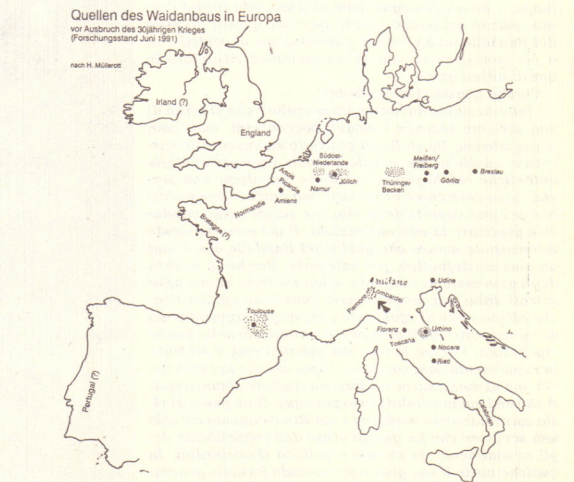 Quellen des Waidanbaus in Europa
vor Ausbruch des 30jährigen Krieges
(Forschungsstand Juni 1991)
nach H. Müllerott
Irland (?)
England
Südost-
Niederlande
Meißen/
Freiberg
Breslau
Artois
Picardie
Namur
Jülich
Thüringer
Becken
Görlitz
Normandie
Amiens
Bretagne (?)
Udine
Piemont
Lombardei
Toulouse
Florenz
Urbino
Toscana
Nocera
Rieti
Portugal (?)
Calabrien